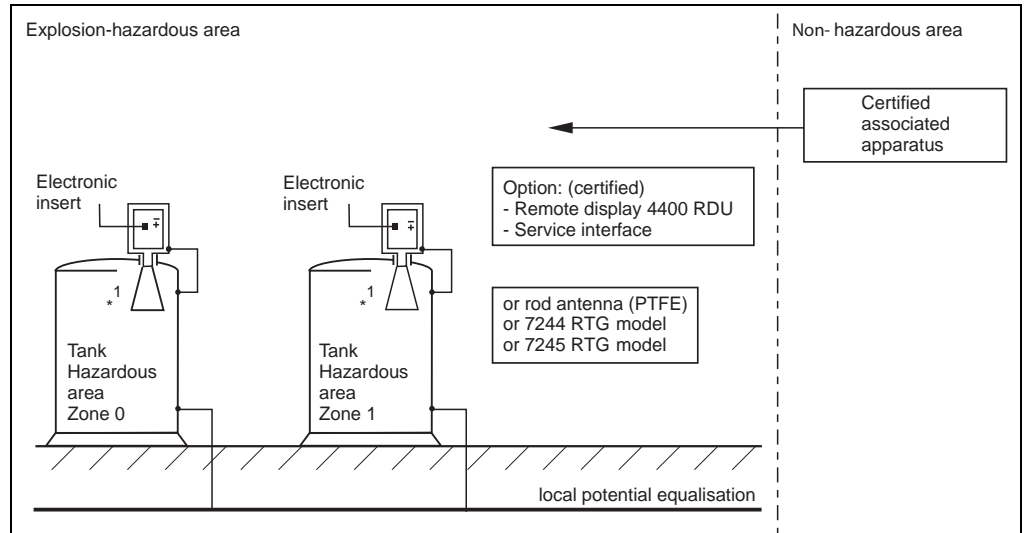 Explosion-hazardous area
Non- hazardous area
Certified
associated
apparatus
Electronic
insert
Electronic
insert
Option: (certified)
- Remote display 4400 RDU
- Service interface
or rod antenna (PTFE)
or 7244 RTG model
or 7245 RTG model
*1
*1
Tank
Hazardous
area
Zone 0
Tank
Hazardous
area
Zone 1
local potential equalisation